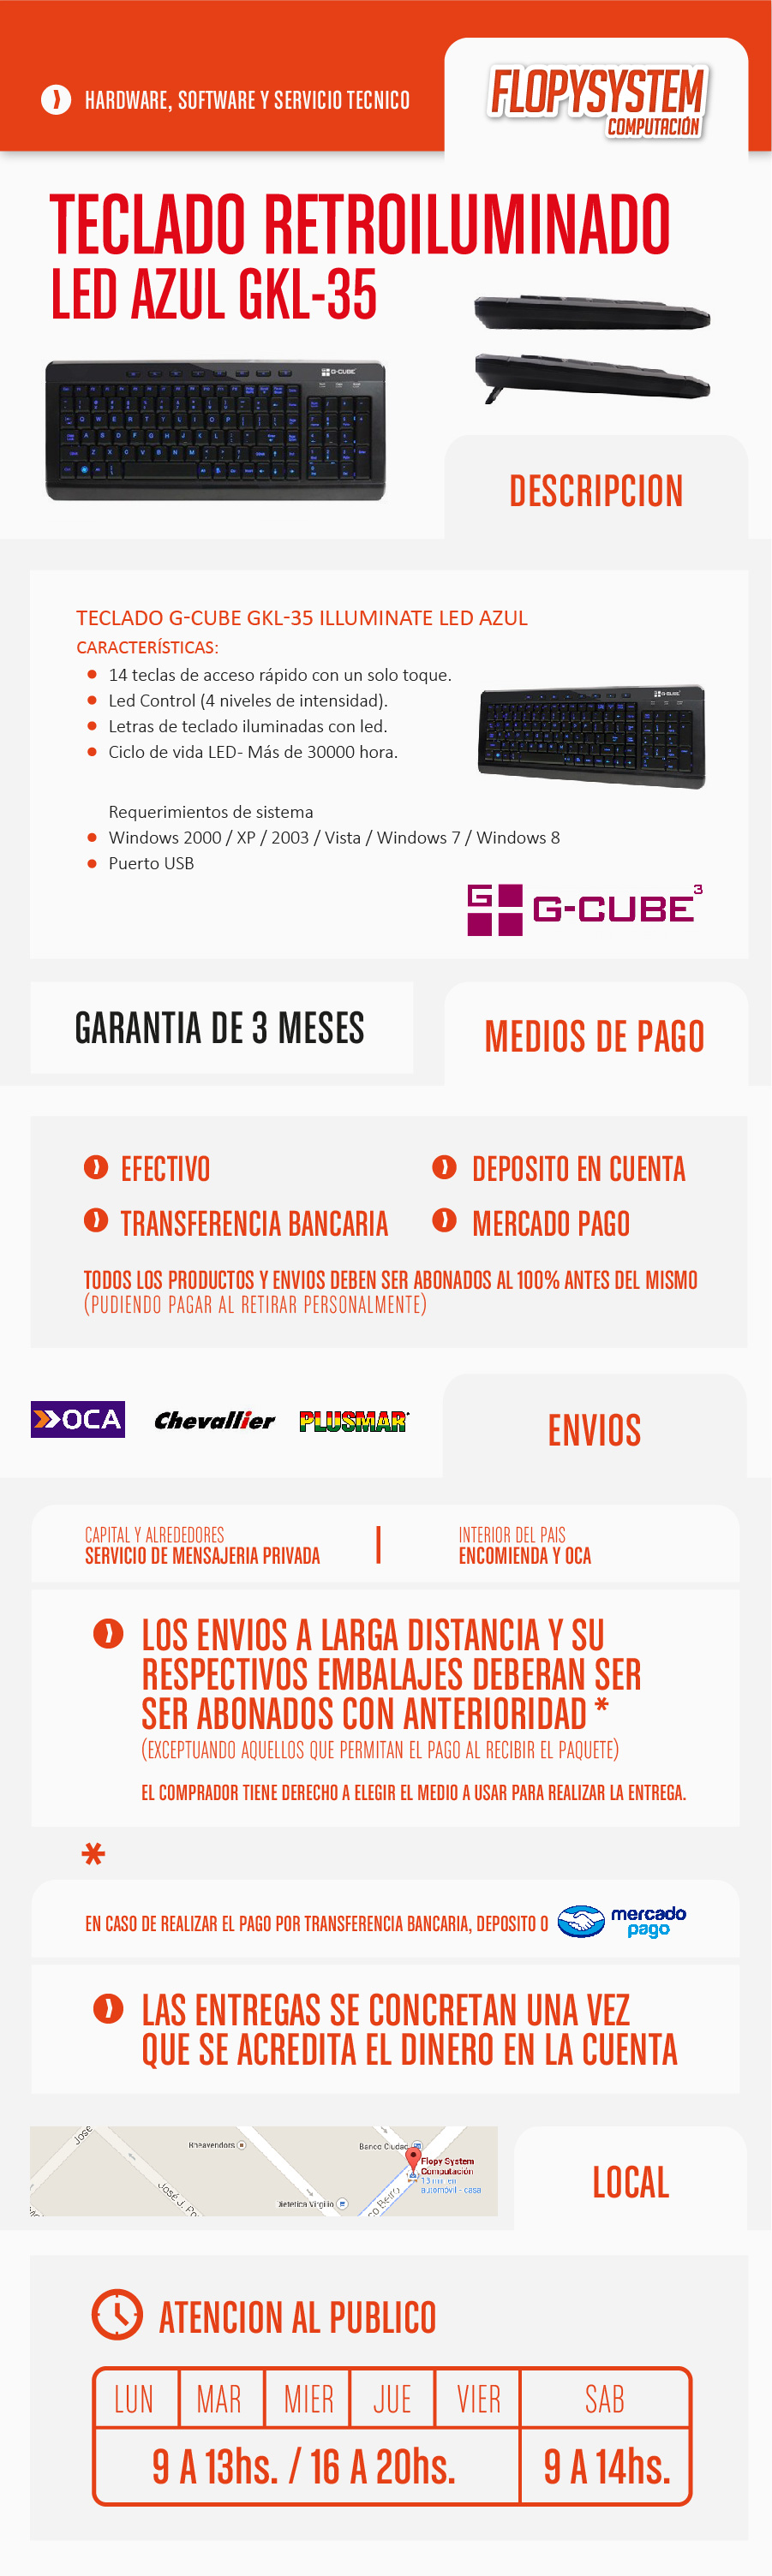 HARDWARE, SOFTWARE Y SERVICIO TECNICO
FLOPYSYSTEM
COMPUTACIÓN
TECLADO RETROILUMINADO
LED AZUL GKL-35
G-CUBE
DESCRIPCION
TECLADO G-CUBE GKL-35 ILLUMINATE LED AZUL
CARACTERÍSTICAS:
14 teclas de acceso rápido con un solo toque.
Led Control (4 niveles de intensidad).
Letras de teclado iluminadas con led.
Ciclo de vida LED- Más de 30000 hora.
Requerimientos de sistema
Windows 2000 / XP / 2003 / Vista / Windows 7 / Windows 8
Puerto USB
G G-CUBE 3
GARANTIA DE 3 MESES
MEDIOS DE PAGO
EFECTIVO
DEPOSITO EN CUENTA
TRANSFERENCIA BANCARIA
MERCADO PAGO
TODOS LOS PRODUCTOS Y ENVIOS DEBEN SER ABONADOS AL 100% ANTES DEL MISMO
(PUDIENDO PAGAR AL RETIRAR PERSONALMENTE)
OCA
Chevallier
PLUSMAR
ENVIOS
CAPITAL Y ALREDEDORES
SERVICIO DE MENSAJERIA PRIVADA
INTERIOR DEL PAIS
ENCOMIENDA Y OCA
LOS ENVIOS A LARGA DISTANCIA Y SU
RESPECTIVOS EMBALAJES DEBERAN SER
SER ABONADOS CON ANTERIORIDAD *
(EXCEPTUANDO AQUELLOS QUE PERMITAN EL PAGO AL RECIBIR EL PAQUETE)
EL COMPRADOR TIENE DERECHO A ELEGIR EL MEDIO A USAR PARA REALIZAR LA ENTREGA.
*
EN CASO DE REALIZAR EL PAGO POR TRANSFERENCIA BANCARIA, DEPOSITO O mercado
pago
LAS ENTREGAS SE CONCRETAN UNA VEZ
QUE SE ACREDITA EL DINERO EN LA CUENTA
José
Banco Ciudad
Flopy System
Computación
automóvil - casa
José J.
Dietetica Virgilio
LOCAL
ATENCION AL PUBLICO
LUN MAR MIER JUE VIER SAB
9 A 13hs. / 16 A 20hs. 9 A 14hs.